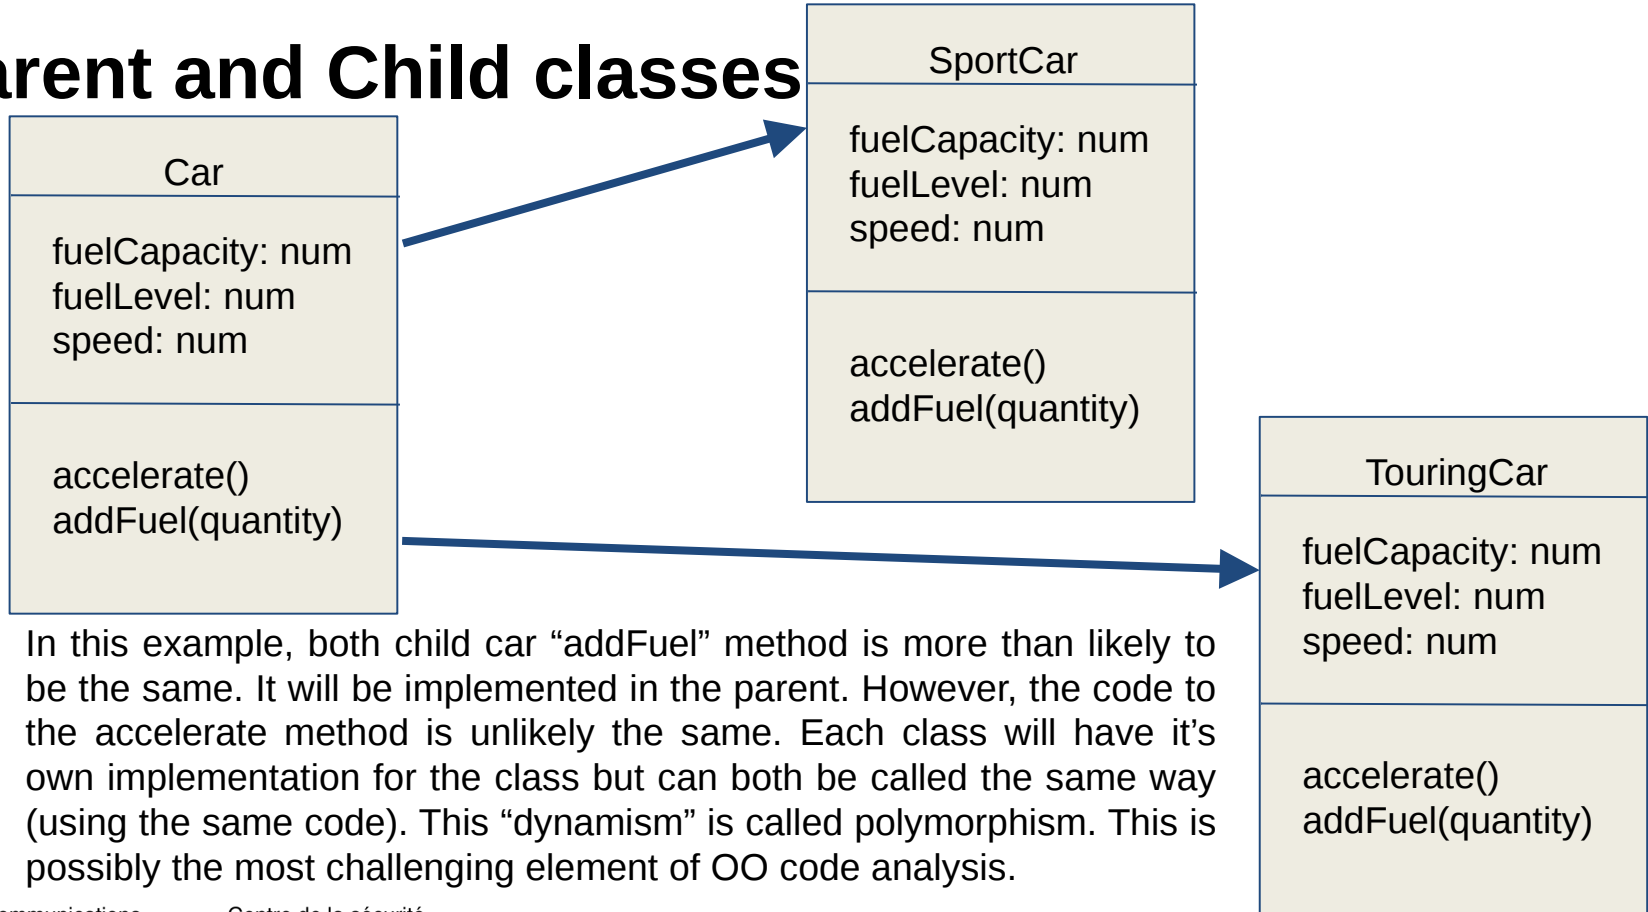 arent and Child classes
Car
fuelCapacity: num
fuelLevel: num
speed: num
accelerate()
addFuel(quantity)
SportCar
fuelCapacity: num
fuelLevel: num
speed: num
accelerate()
addFuel(quantity)
TouringCar
fuelCapacity: num
fuelLevel: num
speed: num
accelerate()
addFuel(quantity)
In this example, both child car “addFuel” method is more than likely to
be the same. It will be implemented in the parent. However, the code to
the accelerate method is unlikely the same. Each class will have it’s
own implementation for the class but can both be called the same way
(using the same code). This “dynamism” is called polymorphism. This is
possibly the most challenging element of OO code analysis.
Centre de la sécurité